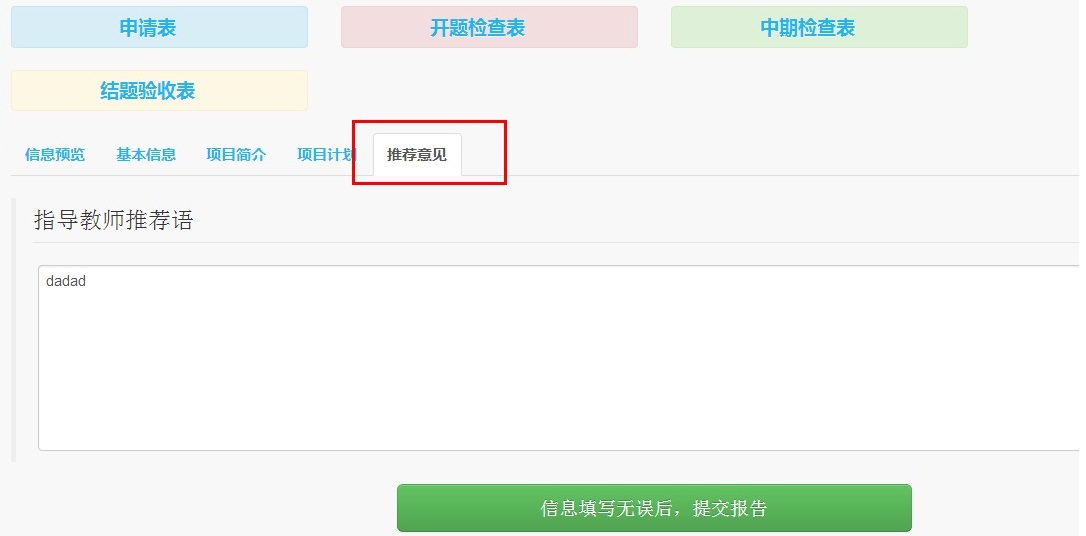 申请表 开题检查表 中期检查表
结题验收表
信息预览 基本信息 项目简介 项目计划 推荐意见
指导教师推荐语
dadad
信息填写无误后，提交报告